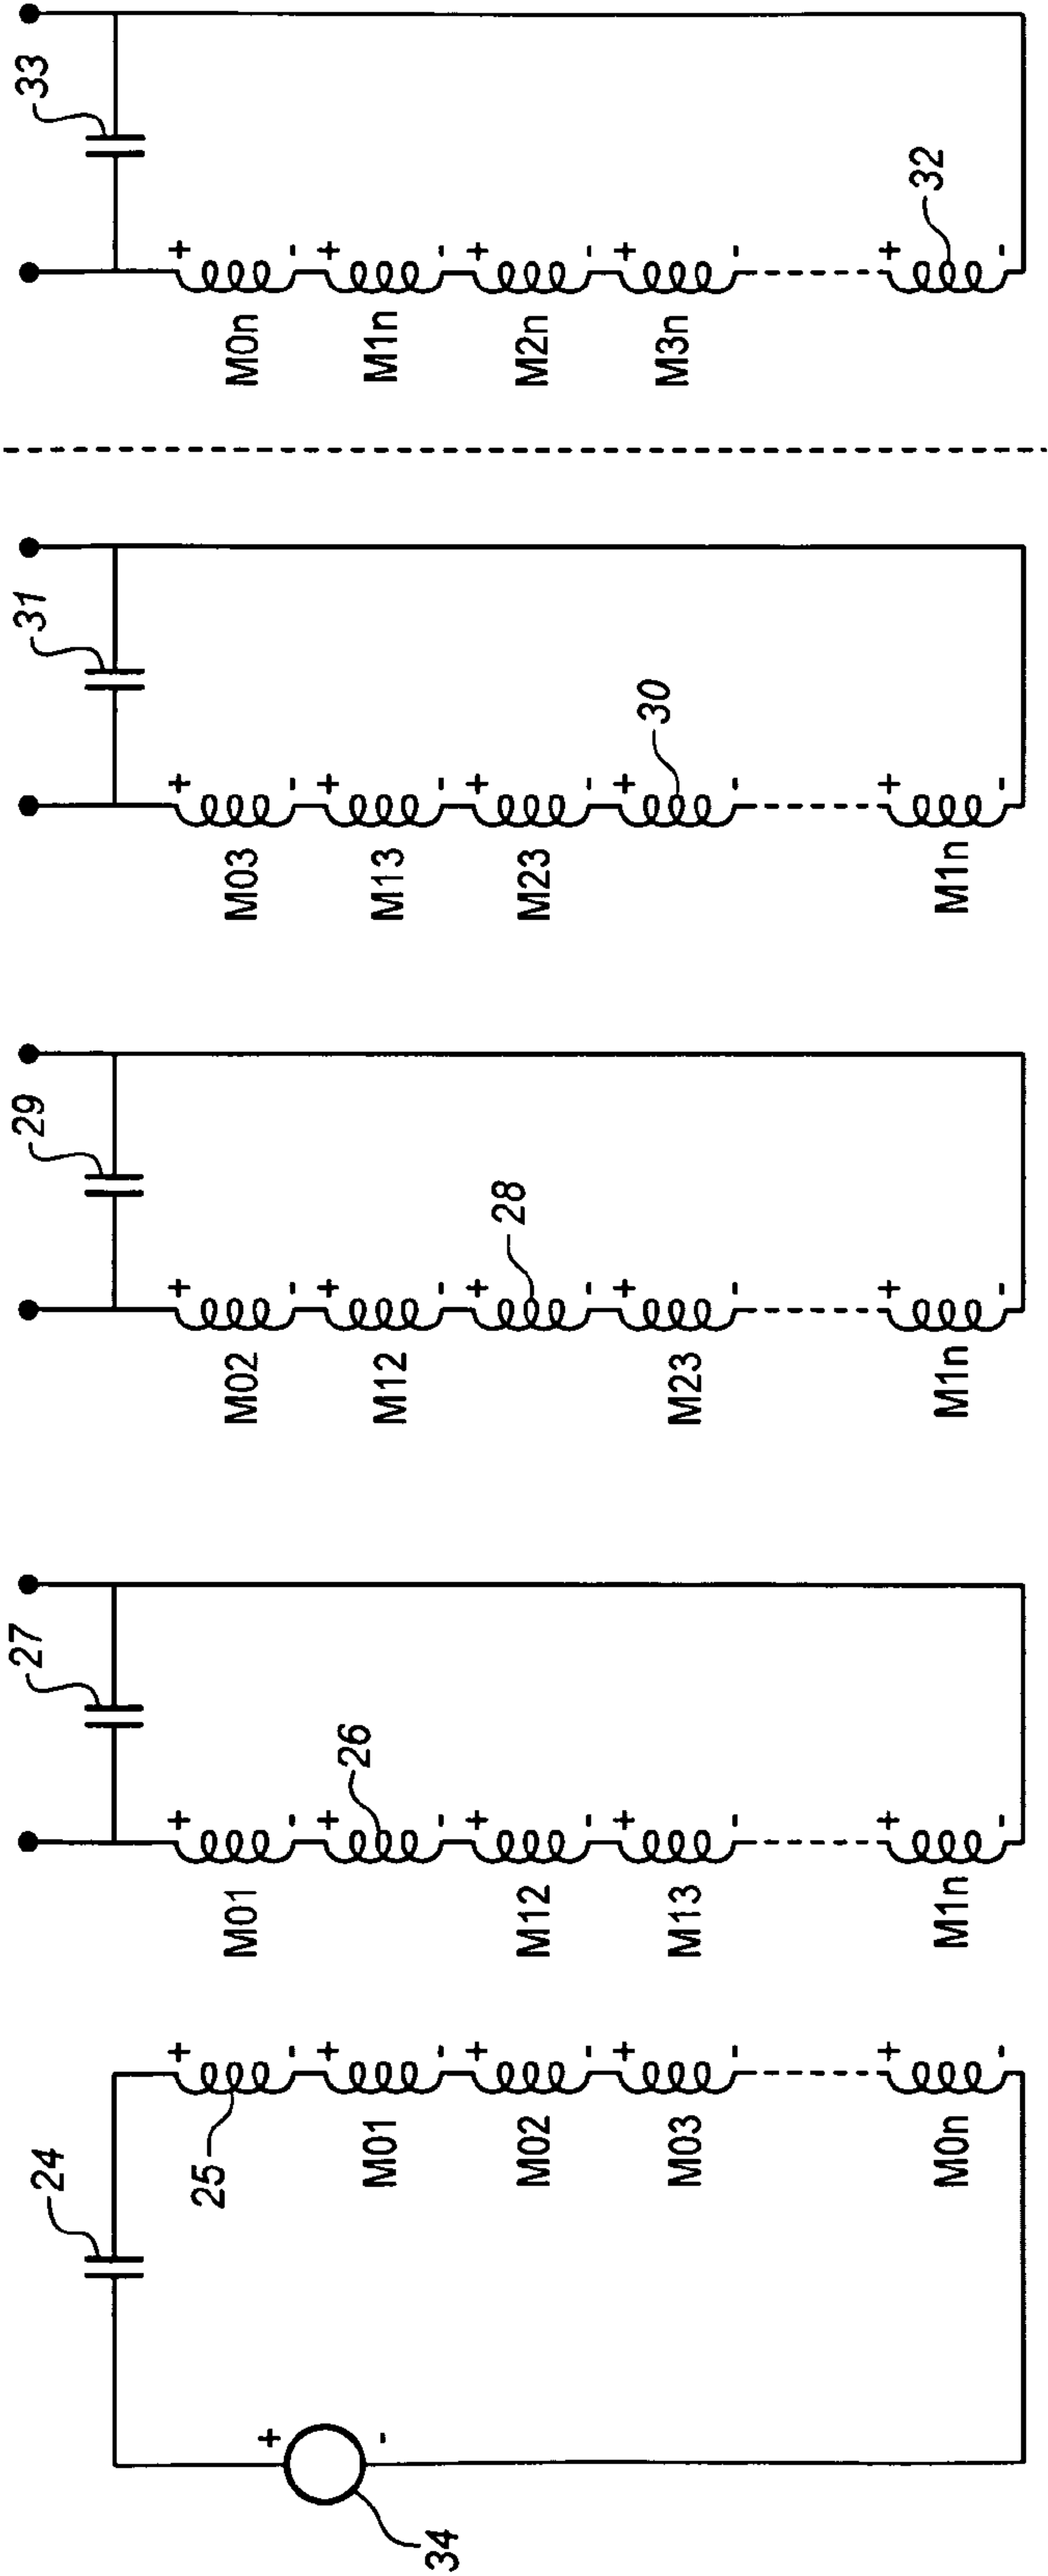 33
+ - + - + - + - + -
32
M0n
M1n
M2n
M3n
31
+ - + - + - + - + -
30
M03
M13
M23
M1n
29
+ - + - + - + - + -
28
M02
M12
M23
M1n
27
+ - + - + - + - + -
26
M01
M12
M13
M1n
24
+ - + - + - + - + -
25
M01
M02
M03
M0n
+ -
34